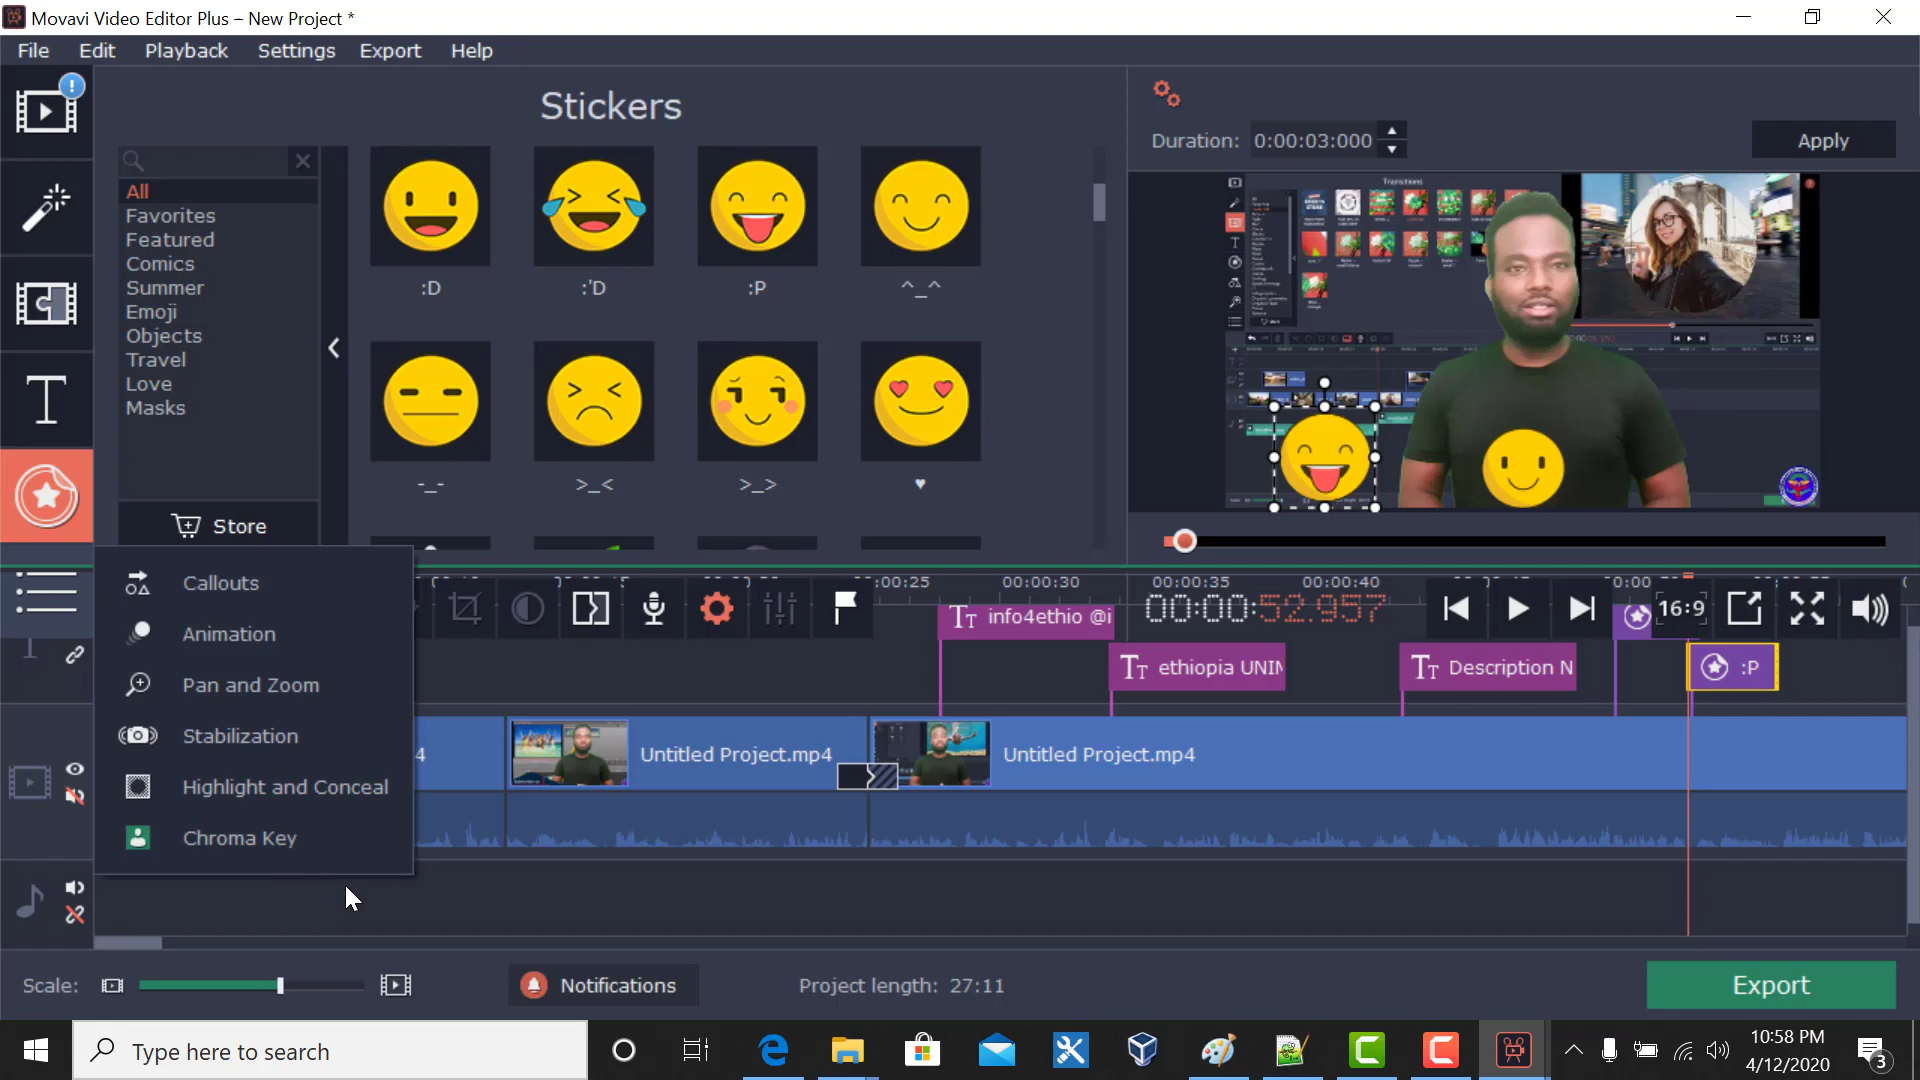 Movavi Video Editor Plus – New Project *
File Edit Playback Settings Export Help
Stickers
Duration: 0:00:03:000
Apply
All
Favorites
Featured
Comics
Summer
Emoji
Objects
Travel
Love
Masks
Store
:D
:'D
:P
^_^
-_-
>_<
>_>
♥
Transitions
Callouts
Animation
Pan and Zoom
Stabilization
Highlight and Conceal
Chroma Key
:00:25
00:00:30
00:00:35
00:00:40
00:00:52.957
16:9
info4ethio @i
ethiopia UNI
Description N
:P
4
Untitled Project.mp4
Untitled Project.mp4
Scale:
Notifications
Project length: 27:11
Export
Type here to search
10:58 PM
4/12/2020
3